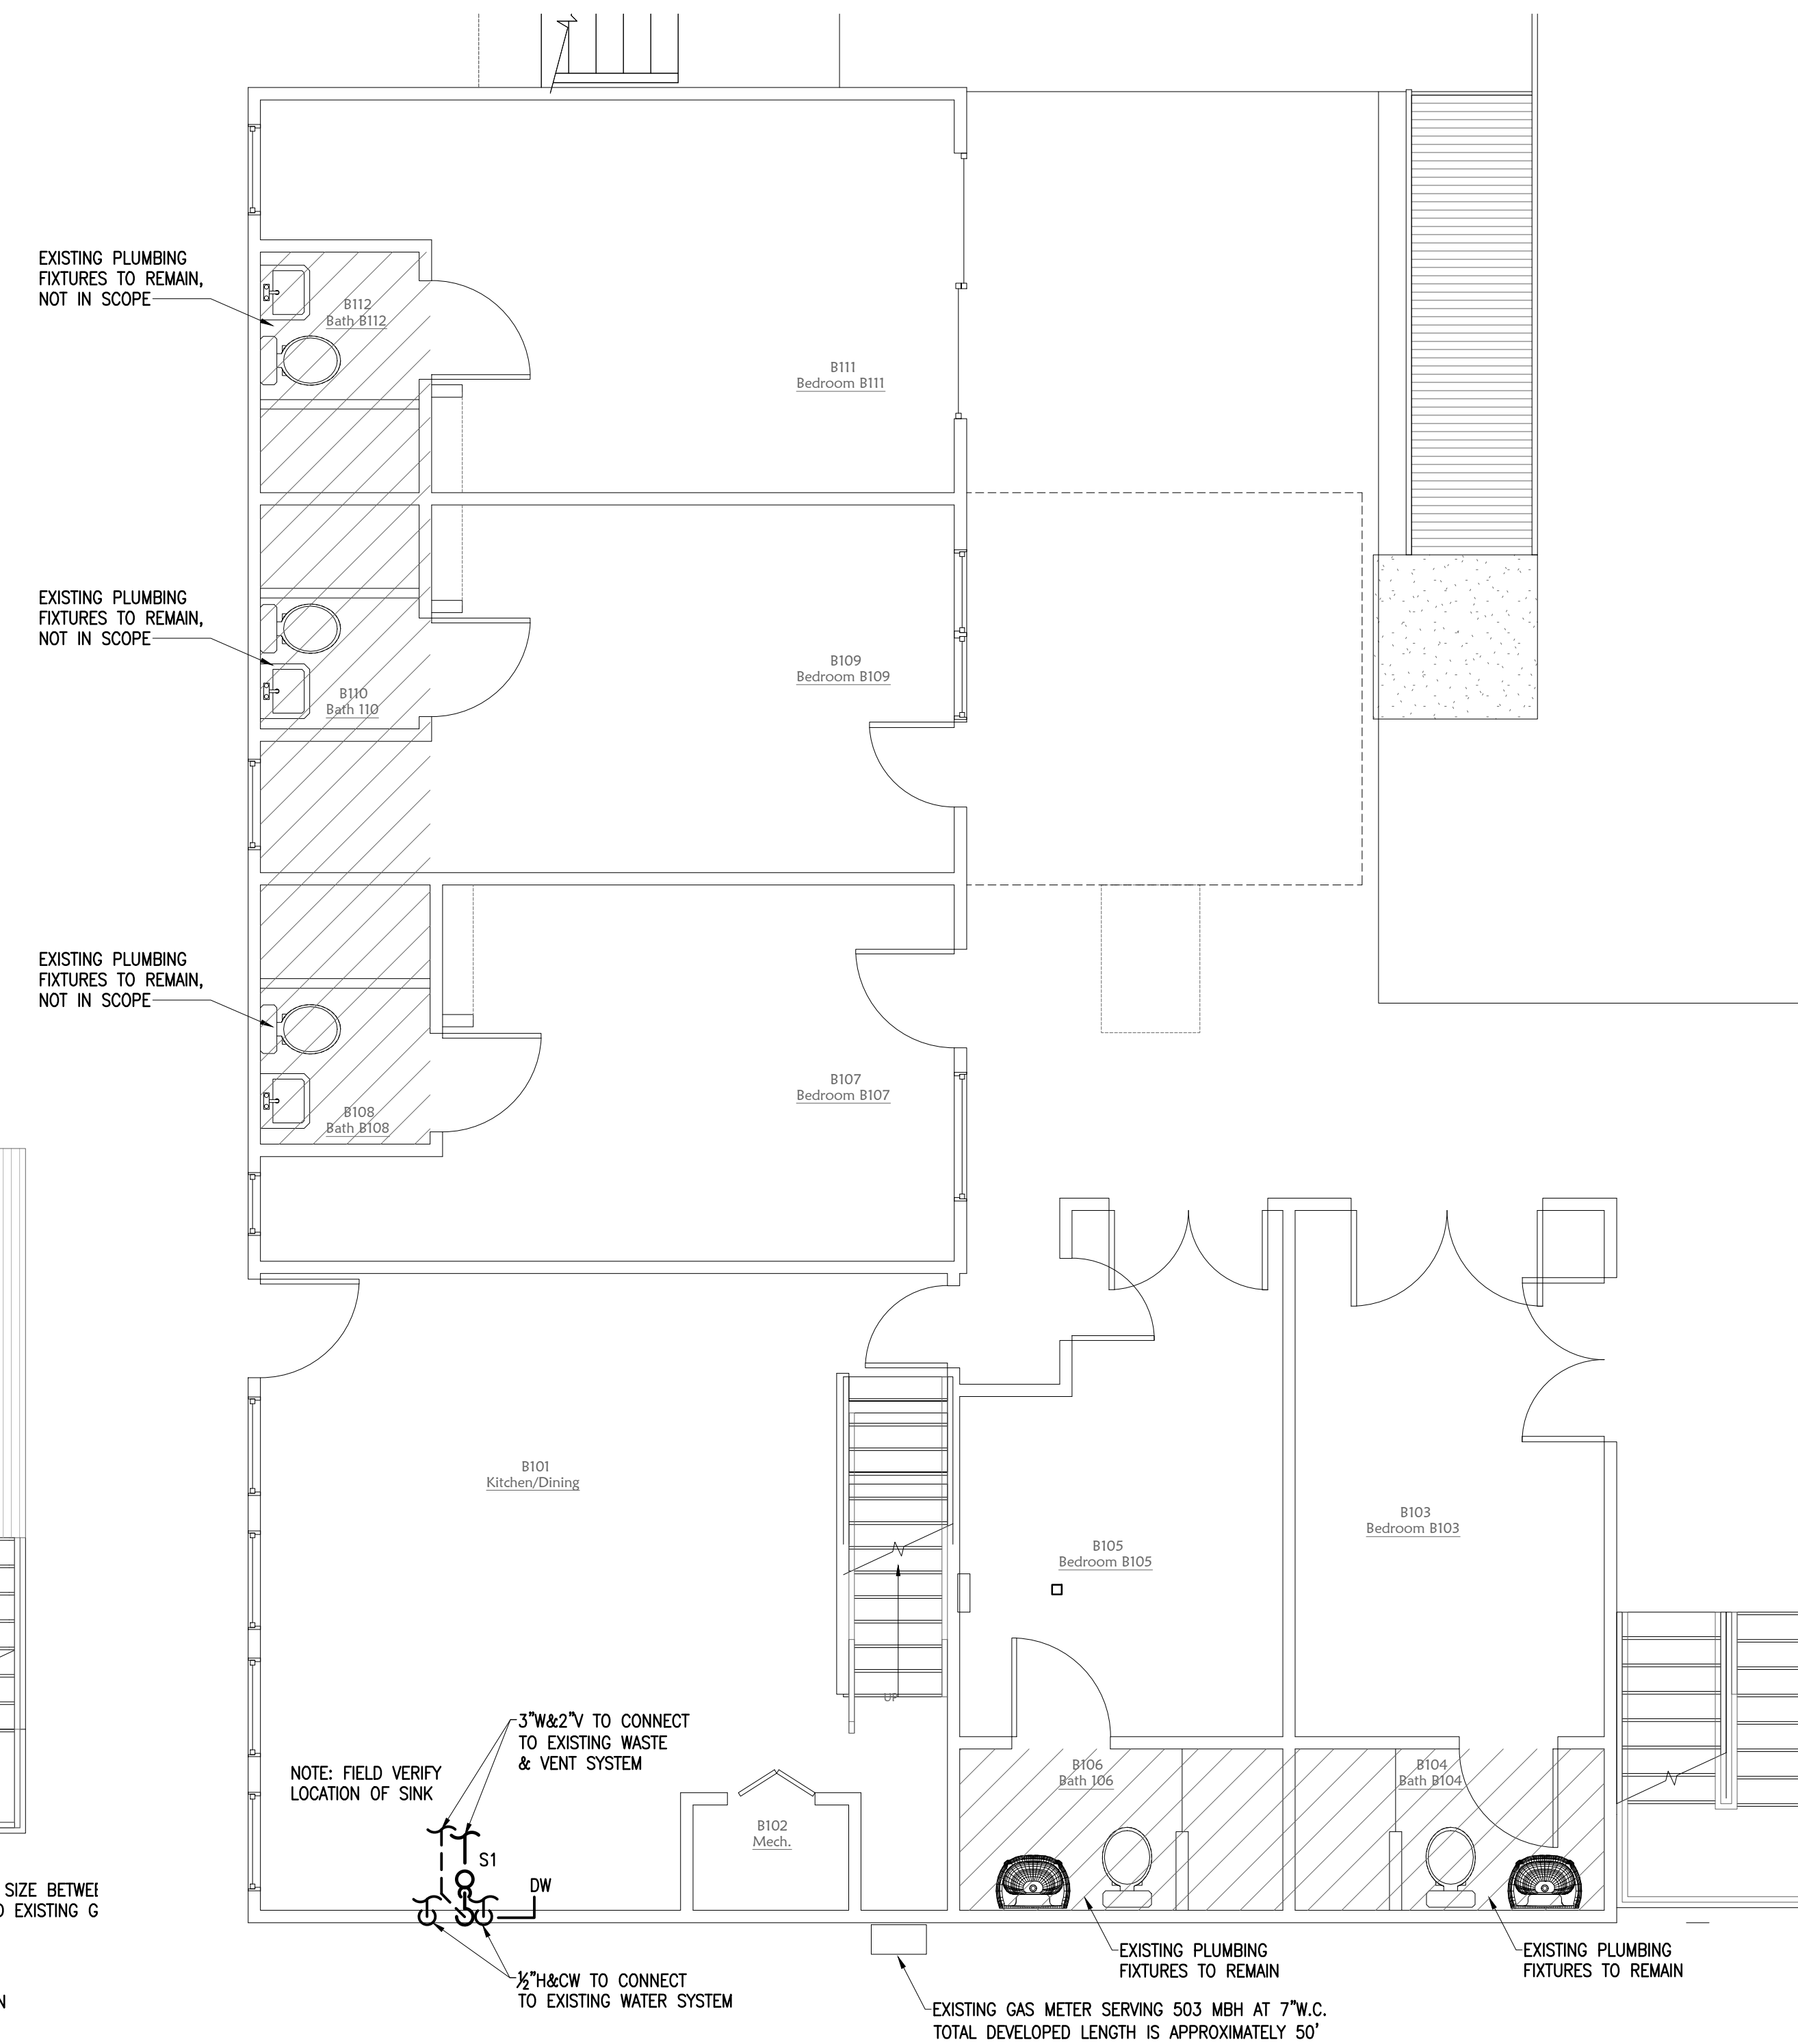 EXISTING PLUMBING
FIXTURES TO REMAIN,
NOT IN SCOPE
B112
Bath B112
B111
Bedroom B111
EXISTING PLUMBING
FIXTURES TO REMAIN,
NOT IN SCOPE
B110
Bath 110
B109
Bedroom B109
EXISTING PLUMBING
FIXTURES TO REMAIN,
NOT IN SCOPE
B108
Bath B108
B107
Bedroom B107
B101
Kitchen/Dining
B105
Bedroom B105
B103
Bedroom B103
UP
3"W&2"V TO CONNECT
TO EXISTING WASTE
& VENT SYSTEM
NOTE: FIELD VERIFY
LOCATION OF SINK
B102
Mech.
B106
Bath 106
B104
Bath B104
S1
DW
SIZE BETWEE
EXISTING G
N
½"H&CW TO CONNECT
TO EXISTING WATER SYSTEM
EXISTING PLUMBING
FIXTURES TO REMAIN
EXISTING PLUMBING
FIXTURES TO REMAIN
EXISTING GAS METER SERVING 503 MBH AT 7"W.C.
TOTAL DEVELOPED LENGTH IS APPROXIMATELY 50'